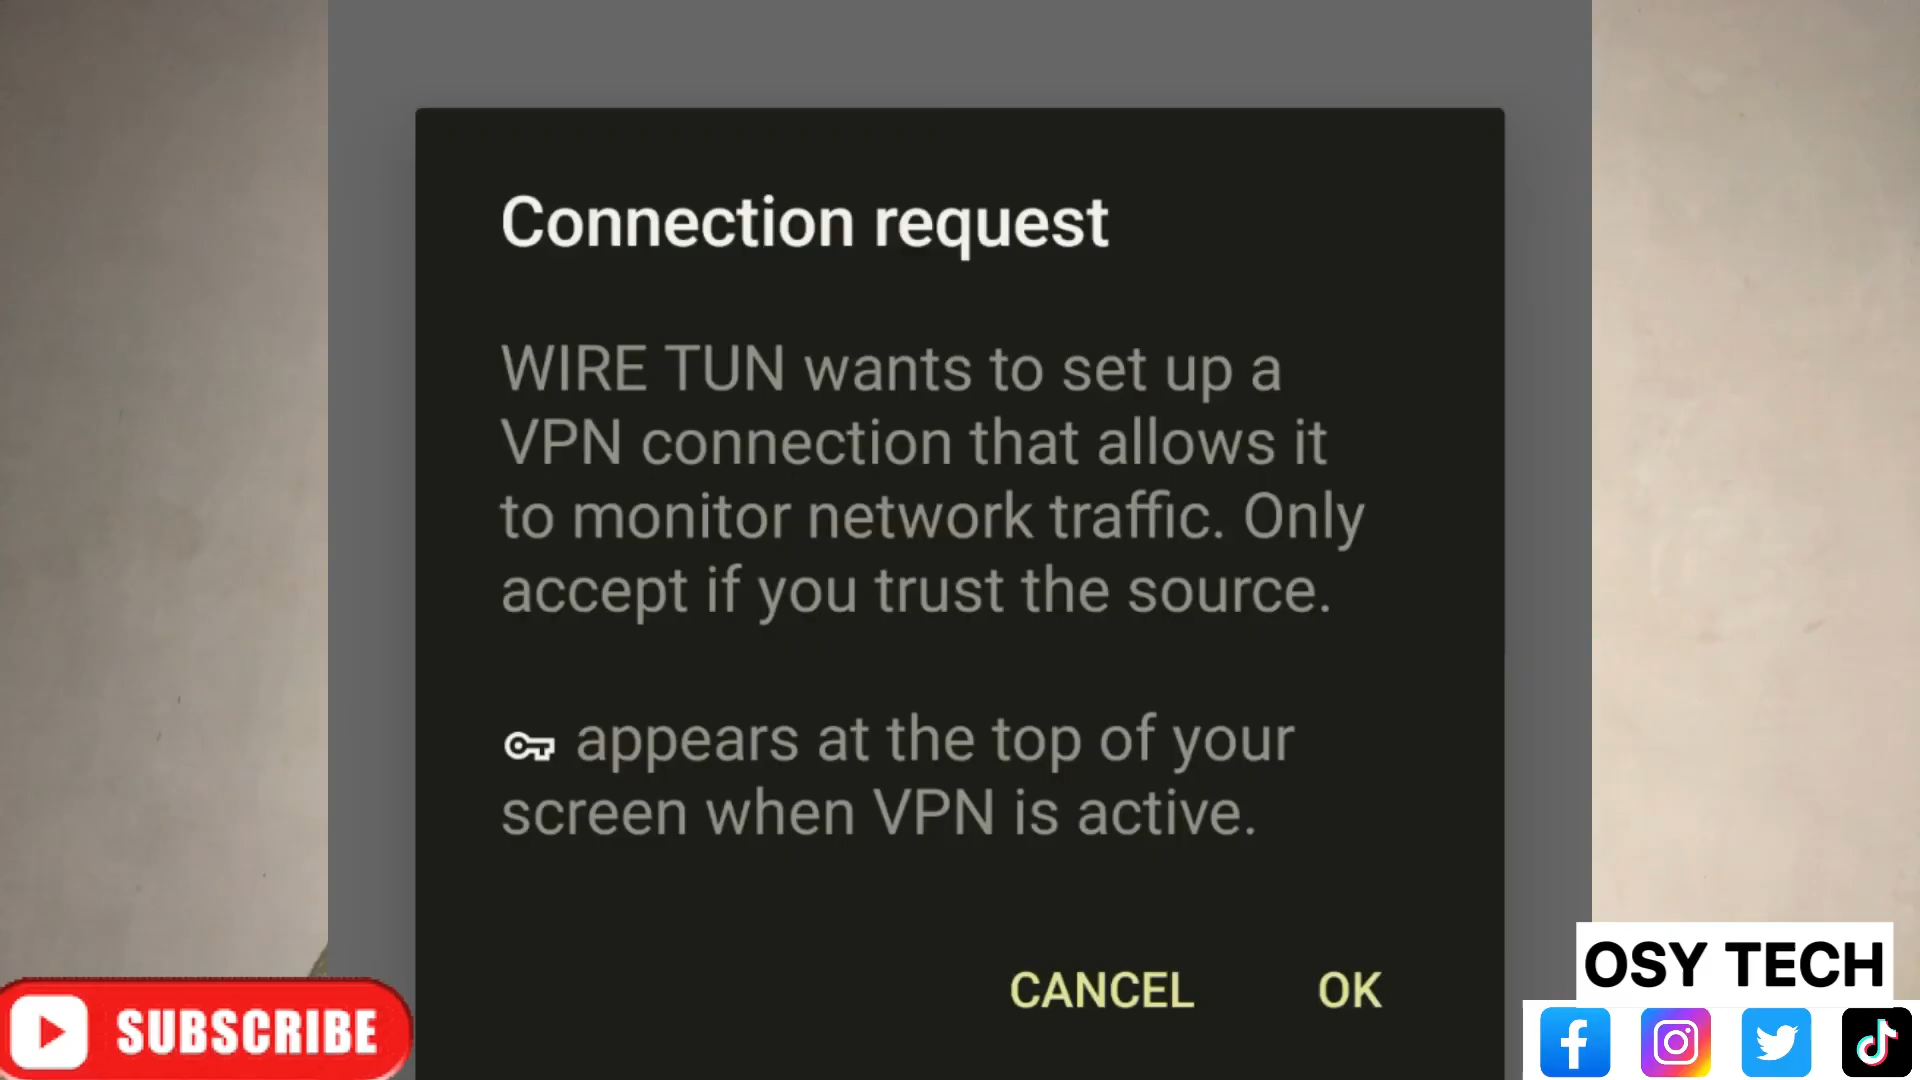 Connection request
WIRE TUN wants to set up a
VPN connection that allows it
to monitor network traffic. Only
accept if you trust the source.
appears at the top of your
screen when VPN is active.
CANCEL OK
OSY TECH
SUBSCRIBE